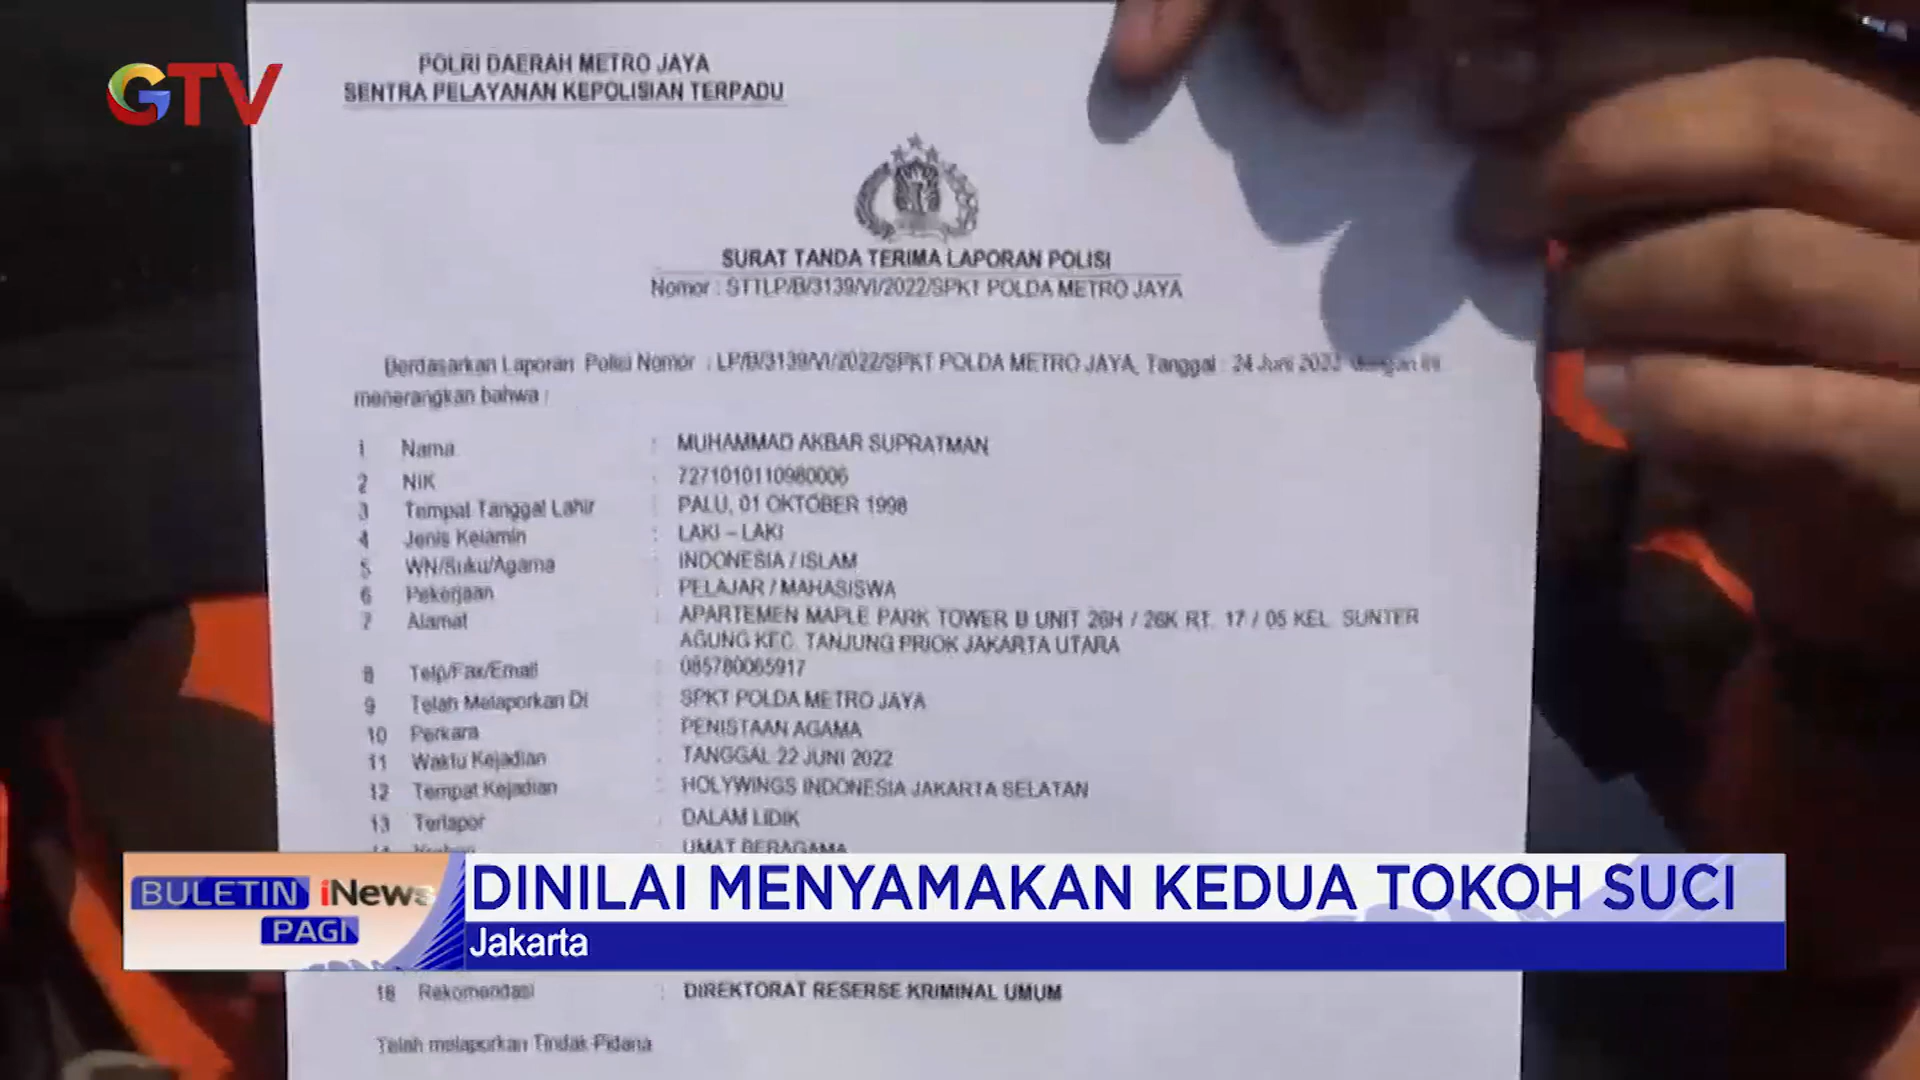 GTV
POLRI DAERAH METRO JAYA
SENTRA PELAYANAN KEPOLISIAN TERPADU
SURAT TANDA TERIMA LAPORAN POLISI
Nomor : STTLP/B/3139/VI/2022/SPKT POLDA METRO JAYA
Berdasarkan Laporan Polisi Nomor : LP/B/3139/VI/2022/SPKT POLDA METRO JAYA, Tanggal : 24 Juni 2022 dengan ini
menerangkan bahwa :
1 Nama : MUHAMMAD AKBAR SUPRATMAN
2 NIK : 7271010110980006
3 Tempat Tanggal Lahir : PALU, 01 OKTOBER 1998
4 Jenis Kelamin : LAKI – LAKI
5 WN/Suku/Agama : INDONESIA / ISLAM
6 Pekerjaan : PELAJAR / MAHASISWA
7 Alamat : APARTEMEN MAPLE PARK TOWER B UNIT 26H / 26K RT. 17 / 05 KEL. SUNTER
AGUNG KEC. TANJUNG PRIOK JAKARTA UTARA
8 Telp/Fax/Email : 085780065917
9 Telah Melaporkan Di : SPKT POLDA METRO JAYA
10 Perkara : PENISTAAN AGAMA
11 Waktu Kejadian : TANGGAL 22 JUNI 2022
12 Tempat Kejadian : HOLYWINGS INDONESIA JAKARTA SELATAN
13 Terlapor : DALAM LIDIK
14 Korban UMAT BERAGAMA
BULETIN iNews
PAGI
DINILAI MENYAMAKAN KEDUA TOKOH SUCI
Jakarta
16 Rekomendasi : DIREKTORAT RESERSE KRIMINAL UMUM
Telah melaporkan Tindak Pidana